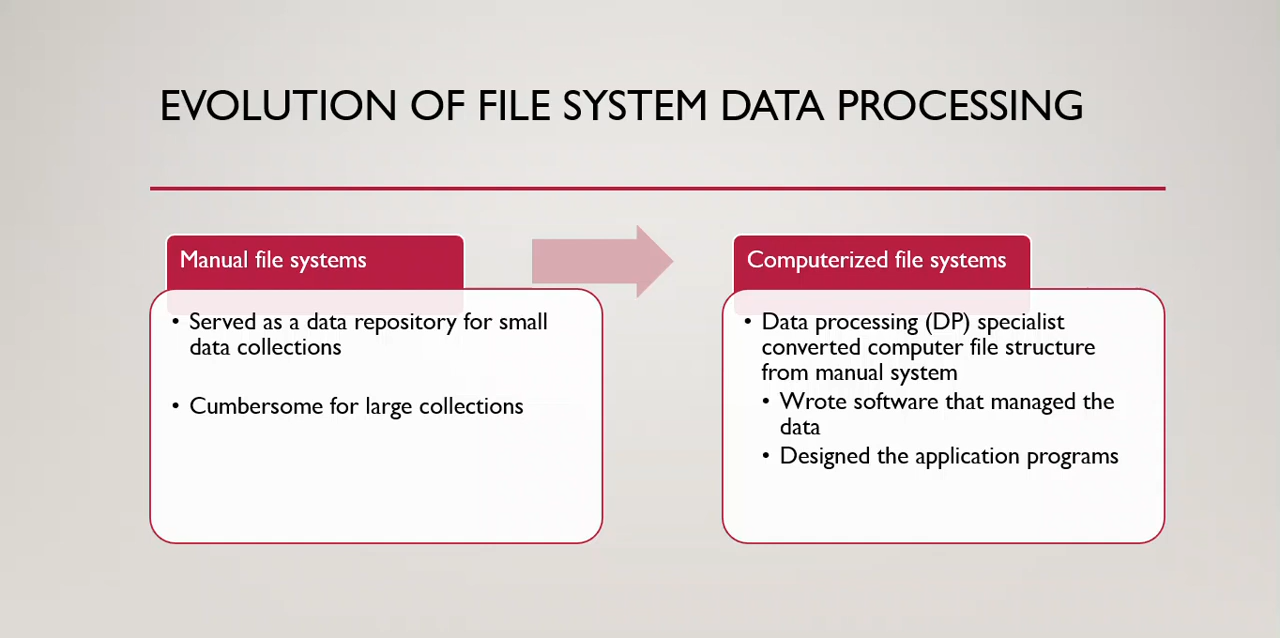 EVOLUTION OF FILE SYSTEM DATA PROCESSING
Manual file systems
• Served as a data repository for small
data collections
• Cumbersome for large collections
Computerized file systems
• Data processing (DP) specialist
converted computer file structure
from manual system
• Wrote software that managed the
data
• Designed the application programs